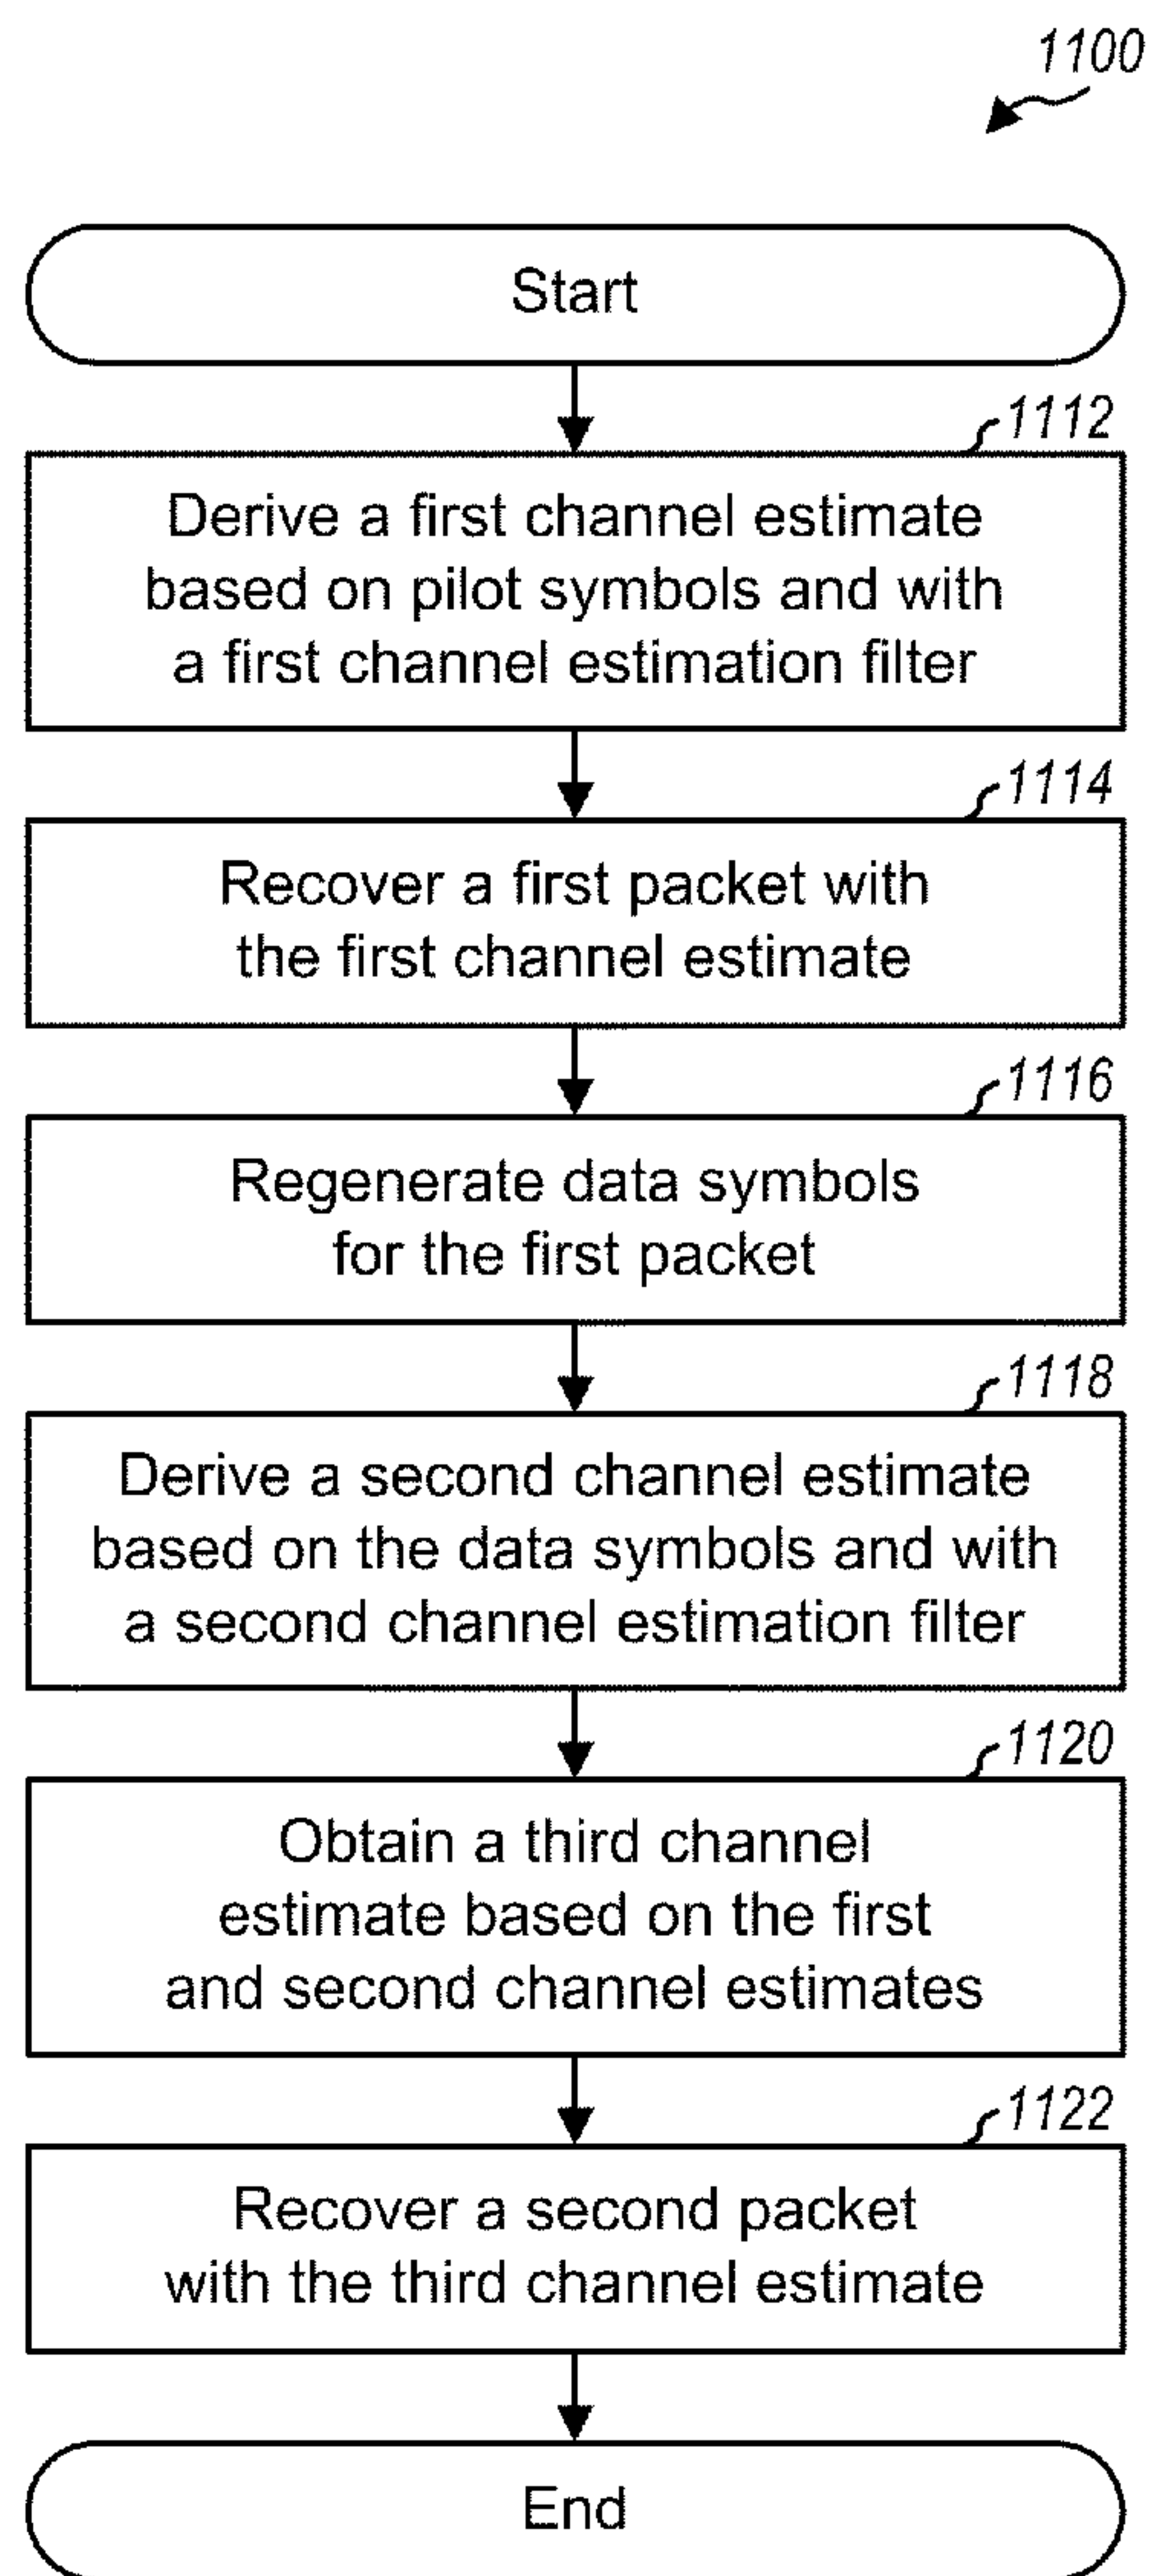 1100
Start
1112
Derive a first channel estimate
based on pilot symbols and with
a first channel estimation filter
1114
Recover a first packet with
the first channel estimate
1116
Regenerate data symbols
for the first packet
1118
Derive a second channel estimate
based on the data symbols and with
a second channel estimation filter
1120
Obtain a third channel
estimate based on the first
and second channel estimates
1122
Recover a second packet
with the third channel estimate
End